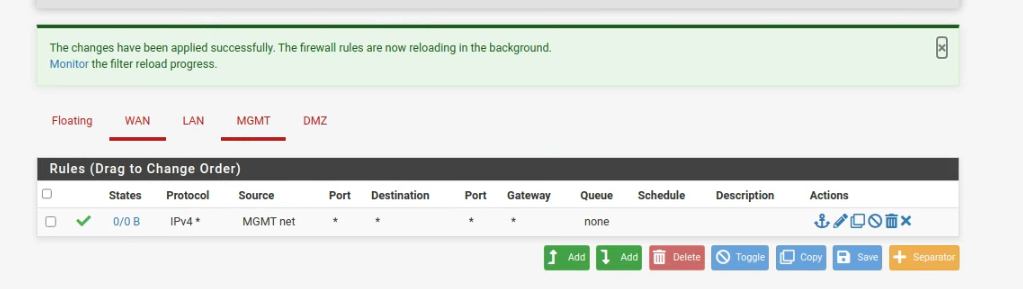 The changes have been applied successfully. The firewall rules are now reloading in the background.
Monitor the filter reload progress.
Floating WAN LAN MGMT DMZ
Rules (Drag to Change Order)
States Protocol Source Port Destination Port Gateway Queue Schedule Description Actions
0/0 B IPv4 * MGMT net * * * * none
Add Add Delete Toggle Copy Save Separator